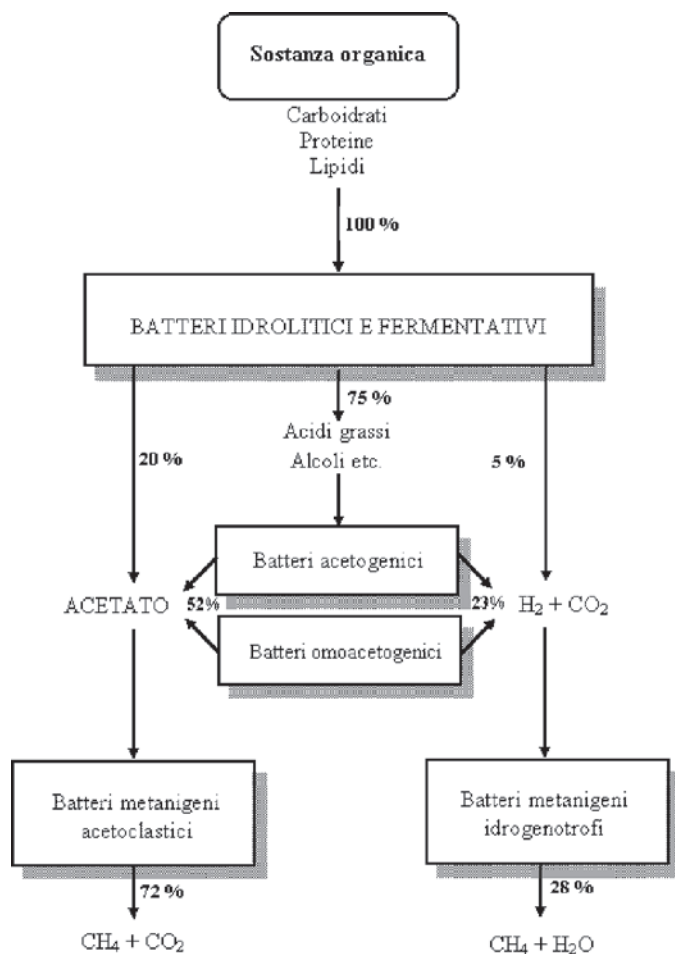 Sostanza organica
Carboidrati
Proteine
Lipidi
100 %
BATTERI IDROLITICI E FERMENTATIVI
75 %
Acidi grassi
20 %
Alcoli etc.
5 %
Batteri acetogenici
ACETATO
52%
23%
H₂ + CO₂
Batteri omoacetogenici
Batteri metanigeni
acetoclastici
Batteri metanigeni
idrogenotrofi
72 %
28 %
CH₄ + CO₂
CH₄ + H₂O